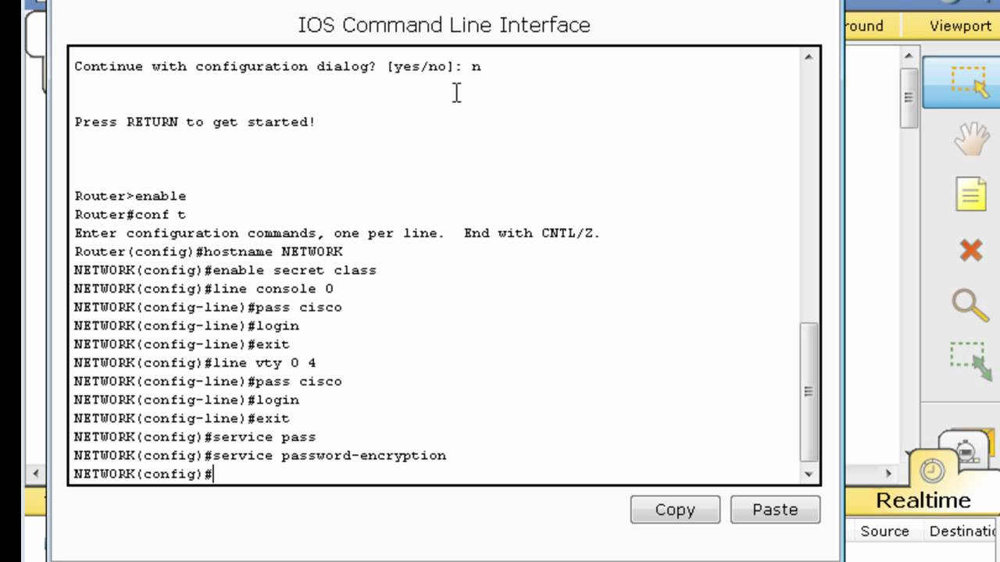 IOS Command Line Interface
round
Viewport
Continue with configuration dialog? [yes/no]: n
Press RETURN to get started!
Router>enable
Router#conf t
Enter configuration commands, one per line.  End with CNTL/Z.
Router(config)#hostname NETWORK
NETWORK(config)#enable secret class
NETWORK(config)#line console 0
NETWORK(config-line)#pass cisco
NETWORK(config-line)#login
NETWORK(config-line)#exit
NETWORK(config)#line vty 0 4
NETWORK(config-line)#pass cisco
NETWORK(config-line)#login
NETWORK(config-line)#exit
NETWORK(config)#service pass
NETWORK(config)#service password-encryption
NETWORK(config)#
Copy
Paste
Realtime
Source
Destinatic